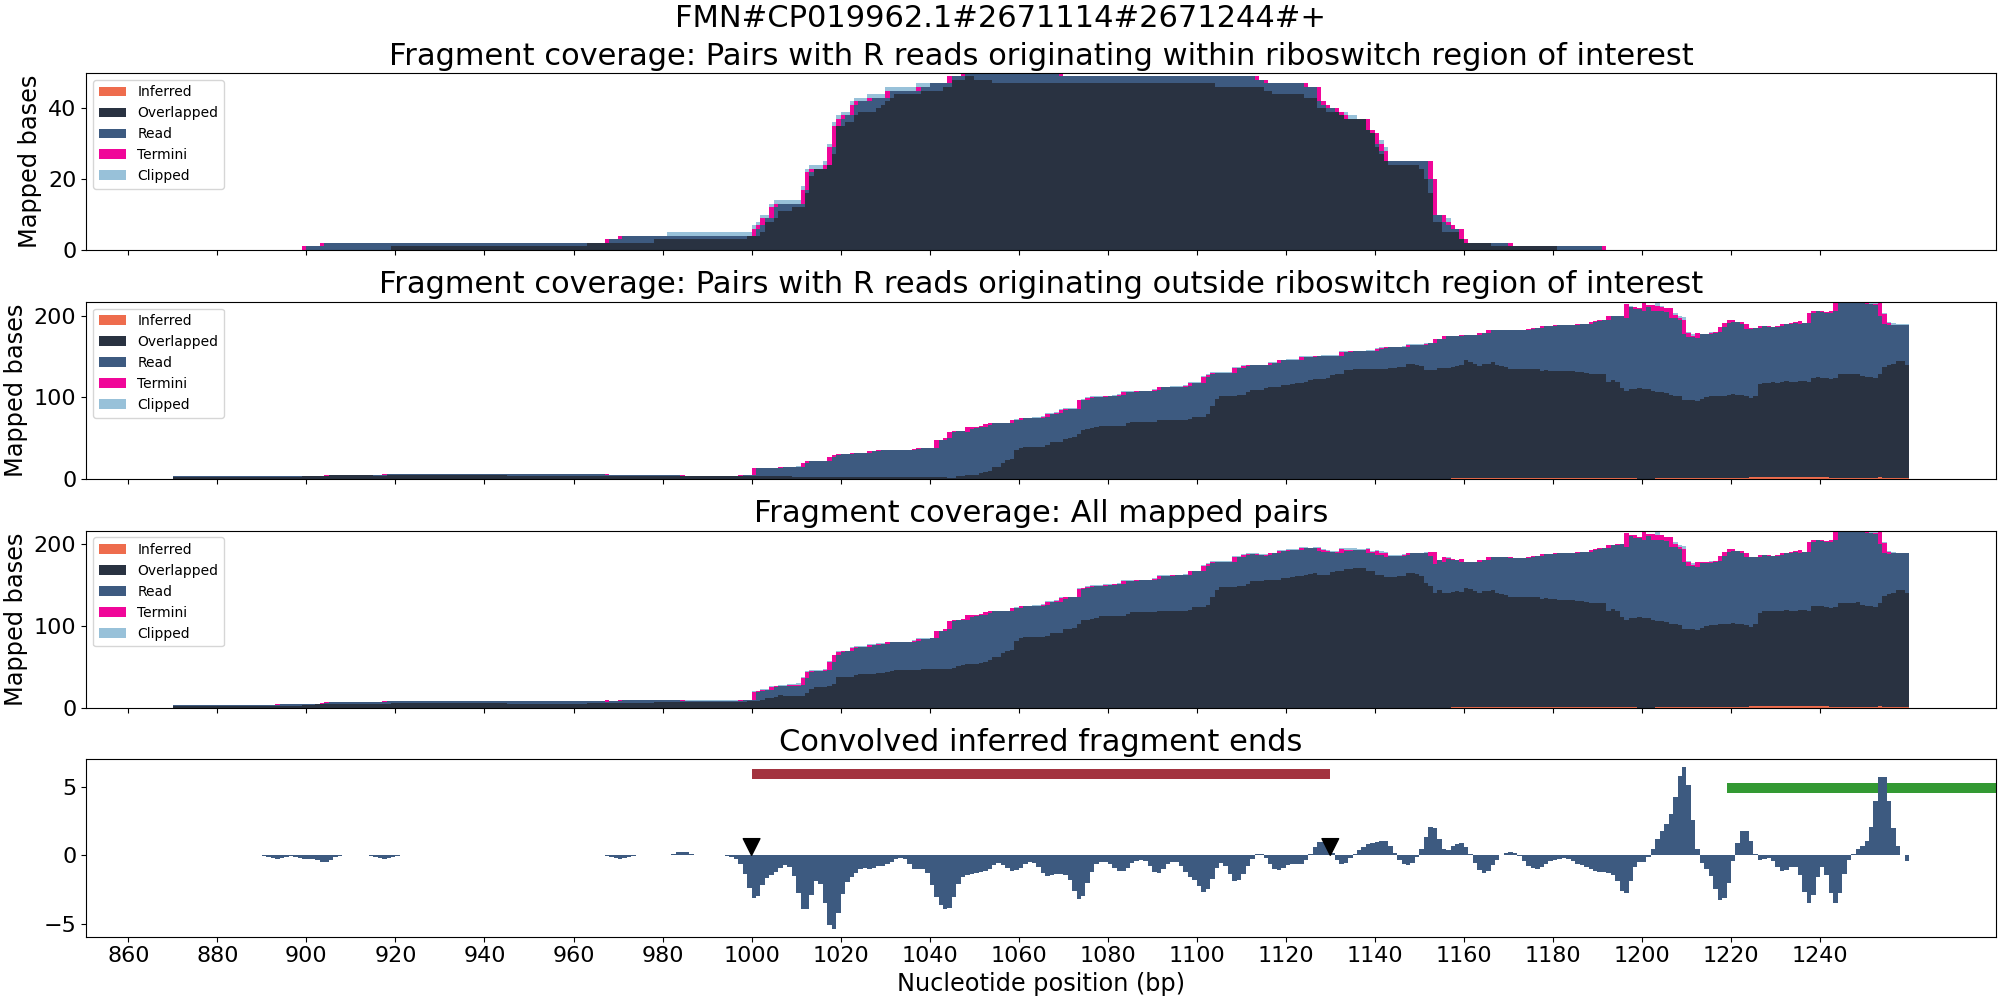 FMN#CP019962.1#2671114#2671244#+
Fragment coverage: Pairs with R reads originating within riboswitch region of interest
Mapped bases
40
20
0
Inferred
Overlapped
Read
Termini
Clipped
Fragment coverage: Pairs with R reads originating outside riboswitch region of interest
Mapped bases
200
100
0
Inferred
Overlapped
Read
Termini
Clipped
Fragment coverage: All mapped pairs
Mapped bases
200
100
0
Inferred
Overlapped
Read
Termini
Clipped
Convolved inferred fragment ends
5
0
−5
860 880 900 920 940 960 980 1000 1020 1040 1060 1080 1100 1120 1140 1160 1180 1200 1220 1240
Nucleotide position (bp)